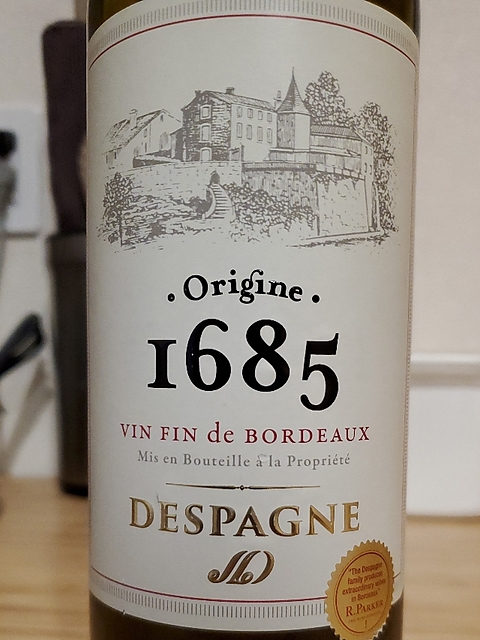 . Origine .
1685
VIN FIN de BORDEAUX
Mis en Bouteille à la Propriété
DESPAGNE
"The Despagne
family produces
extraordinary wines
in Bordeaux"
R. PARKER